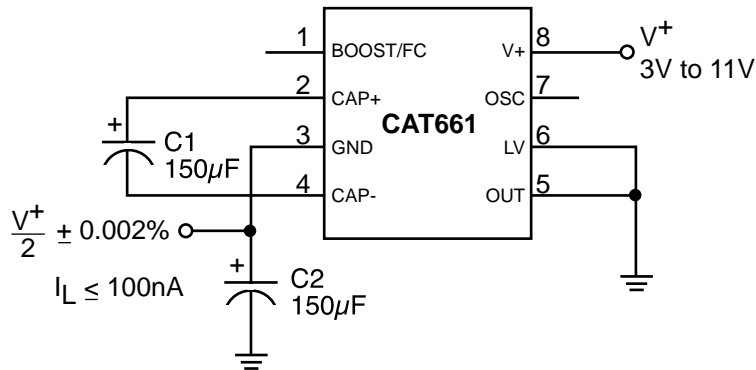 1 BOOST/FC V+ 8 V+
3V to 11V
2 CAP+ OSC 7
CAT661
+ C1 150µF
3 GND LV 6
4 CAP- OUT 5
V+/2 ± 0.002%
IL ≤ 100nA
+ C2
150µF